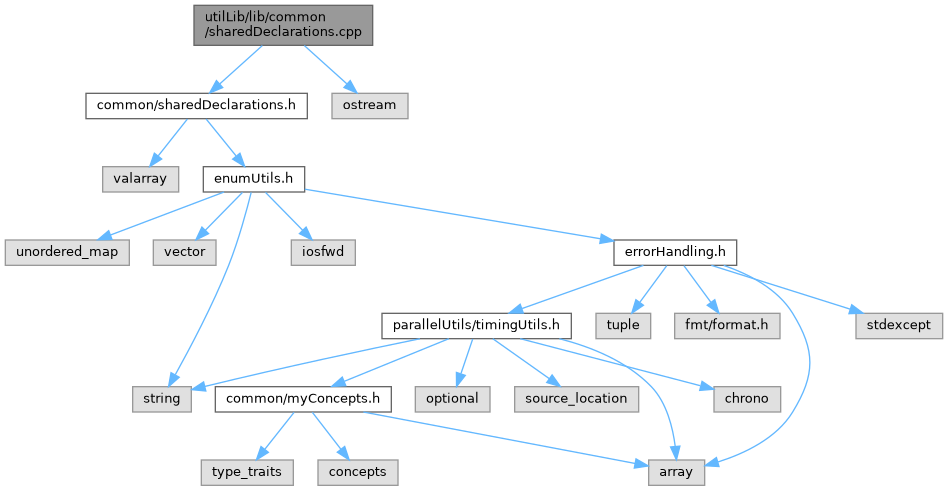 utilLib/lib/common
/sharedDeclarations.cpp
common/sharedDeclarations.h
ostream
valarray
enumUtils.h
unordered_map
vector
iosfwd
errorHandling.h
parallelUtils/timingUtils.h
tuple
fmt/format.h
stdexcept
string
common/myConcepts.h
optional
source_location
chrono
type_traits
concepts
array